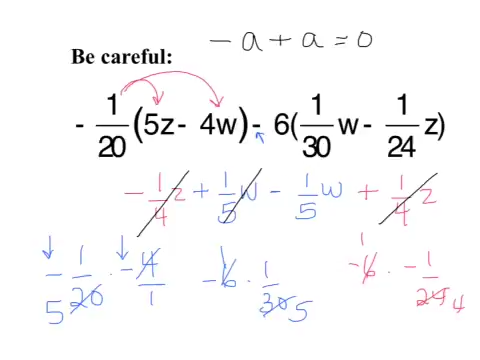 - a + a = 0
Be careful:
- 1/20 (5z - 4w) - 6(1/30 w - 1/24 z)
- 1/4 z + 1/5 w - 1/5 w + 1/4 z
- 1/20 · - 4/1   - 6 · 1/30   - 6 · - 1/24
5   1   5   1   4